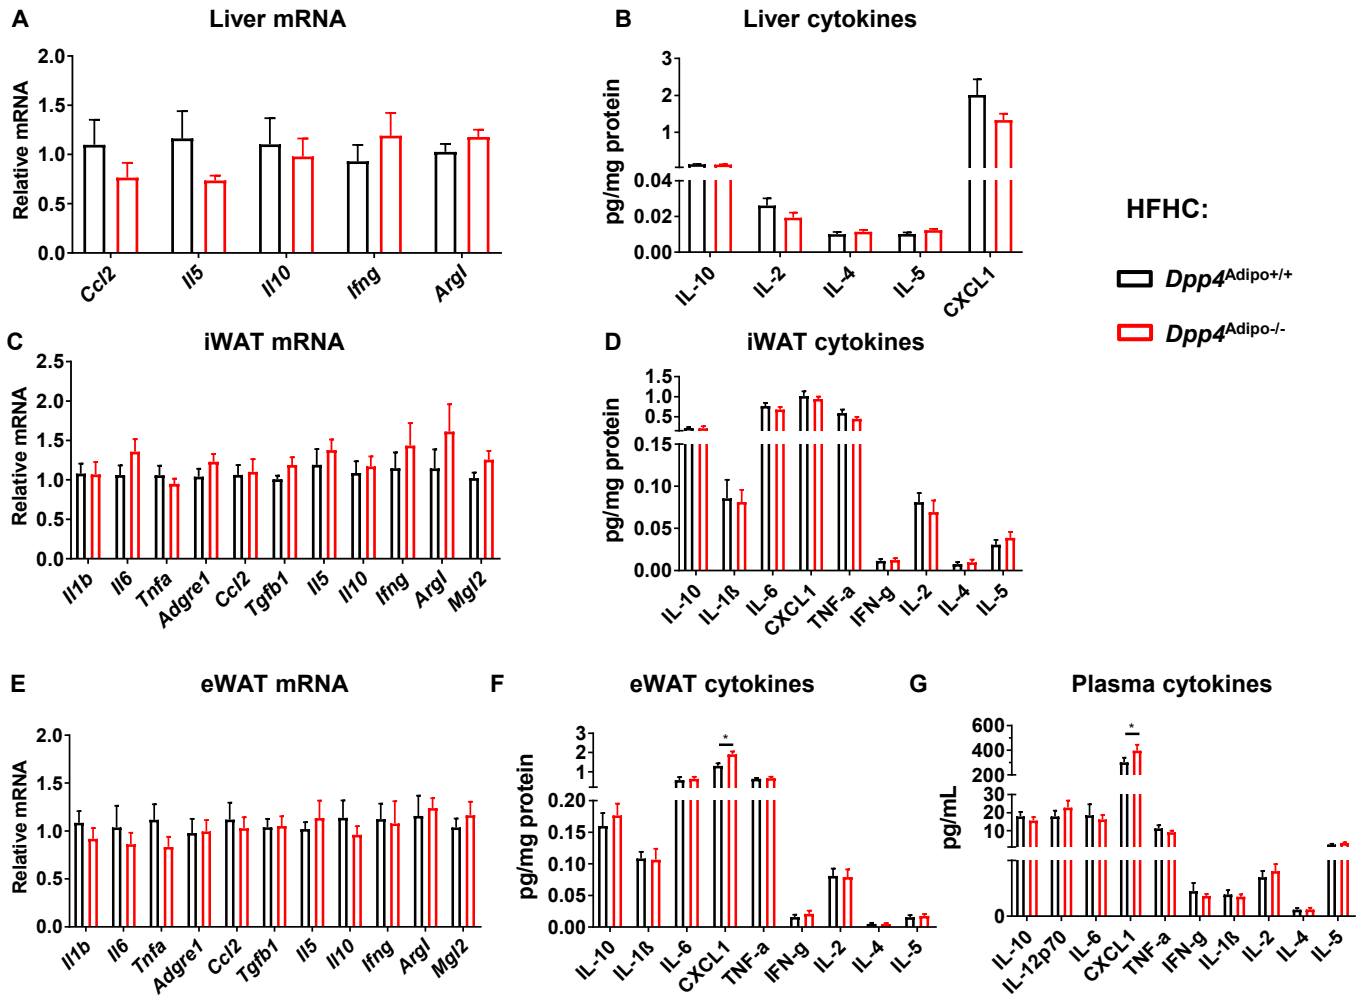 A Liver mRNA
Relative mRNA
1.5
2.0
1.0
0.5
0.0
Ccl2 Il5 Il10 Ifng ArgI
B Liver cytokines
pg/mg protein
3
2
1
0.04
0.02
0.00
IL-10 IL-2 IL-4 IL-5 CXCL1
HFHC:
Dpp4Adipo+/+
Dpp4Adipo-/-
C iWAT mRNA
Relative mRNA
2.5
2.0
1.5
1.0
0.5
0.0
Il1b Il6 Tnfa Adgre1 Ccl2 Tgfb1 Il5 Il10 Ifng ArgI Mgl2
D iWAT cytokines
pg/mg protein
1.5
1.0
0.5
0.15
0.10
0.05
0.00
IL-10 IL-1ß IL-6 CXCL1 TNF-a IFN-g IL-2 IL-4 IL-5
E eWAT mRNA
Relative mRNA
2.0
1.5
1.0
0.5
0.0
Il1b Il6 Tnfa Adgre1 Ccl2 Tgfb1 Il5 Il10 Ifng ArgI Mgl2
F eWAT cytokines
pg/mg protein
3
2
1
0.20
0.15
0.10
0.05
0.00
*
IL-10 IL-1ß IL-6 CXCL1 TNF-a IFN-g IL-2 IL-4 IL-5
G Plasma cytokines
pg/mL
600
400
200
30
20
10
0
*
IL-10 IL-12p70 IL-6 CXCL1 TNF-a IFN-g IL-1ß IL-2 IL-4 IL-5